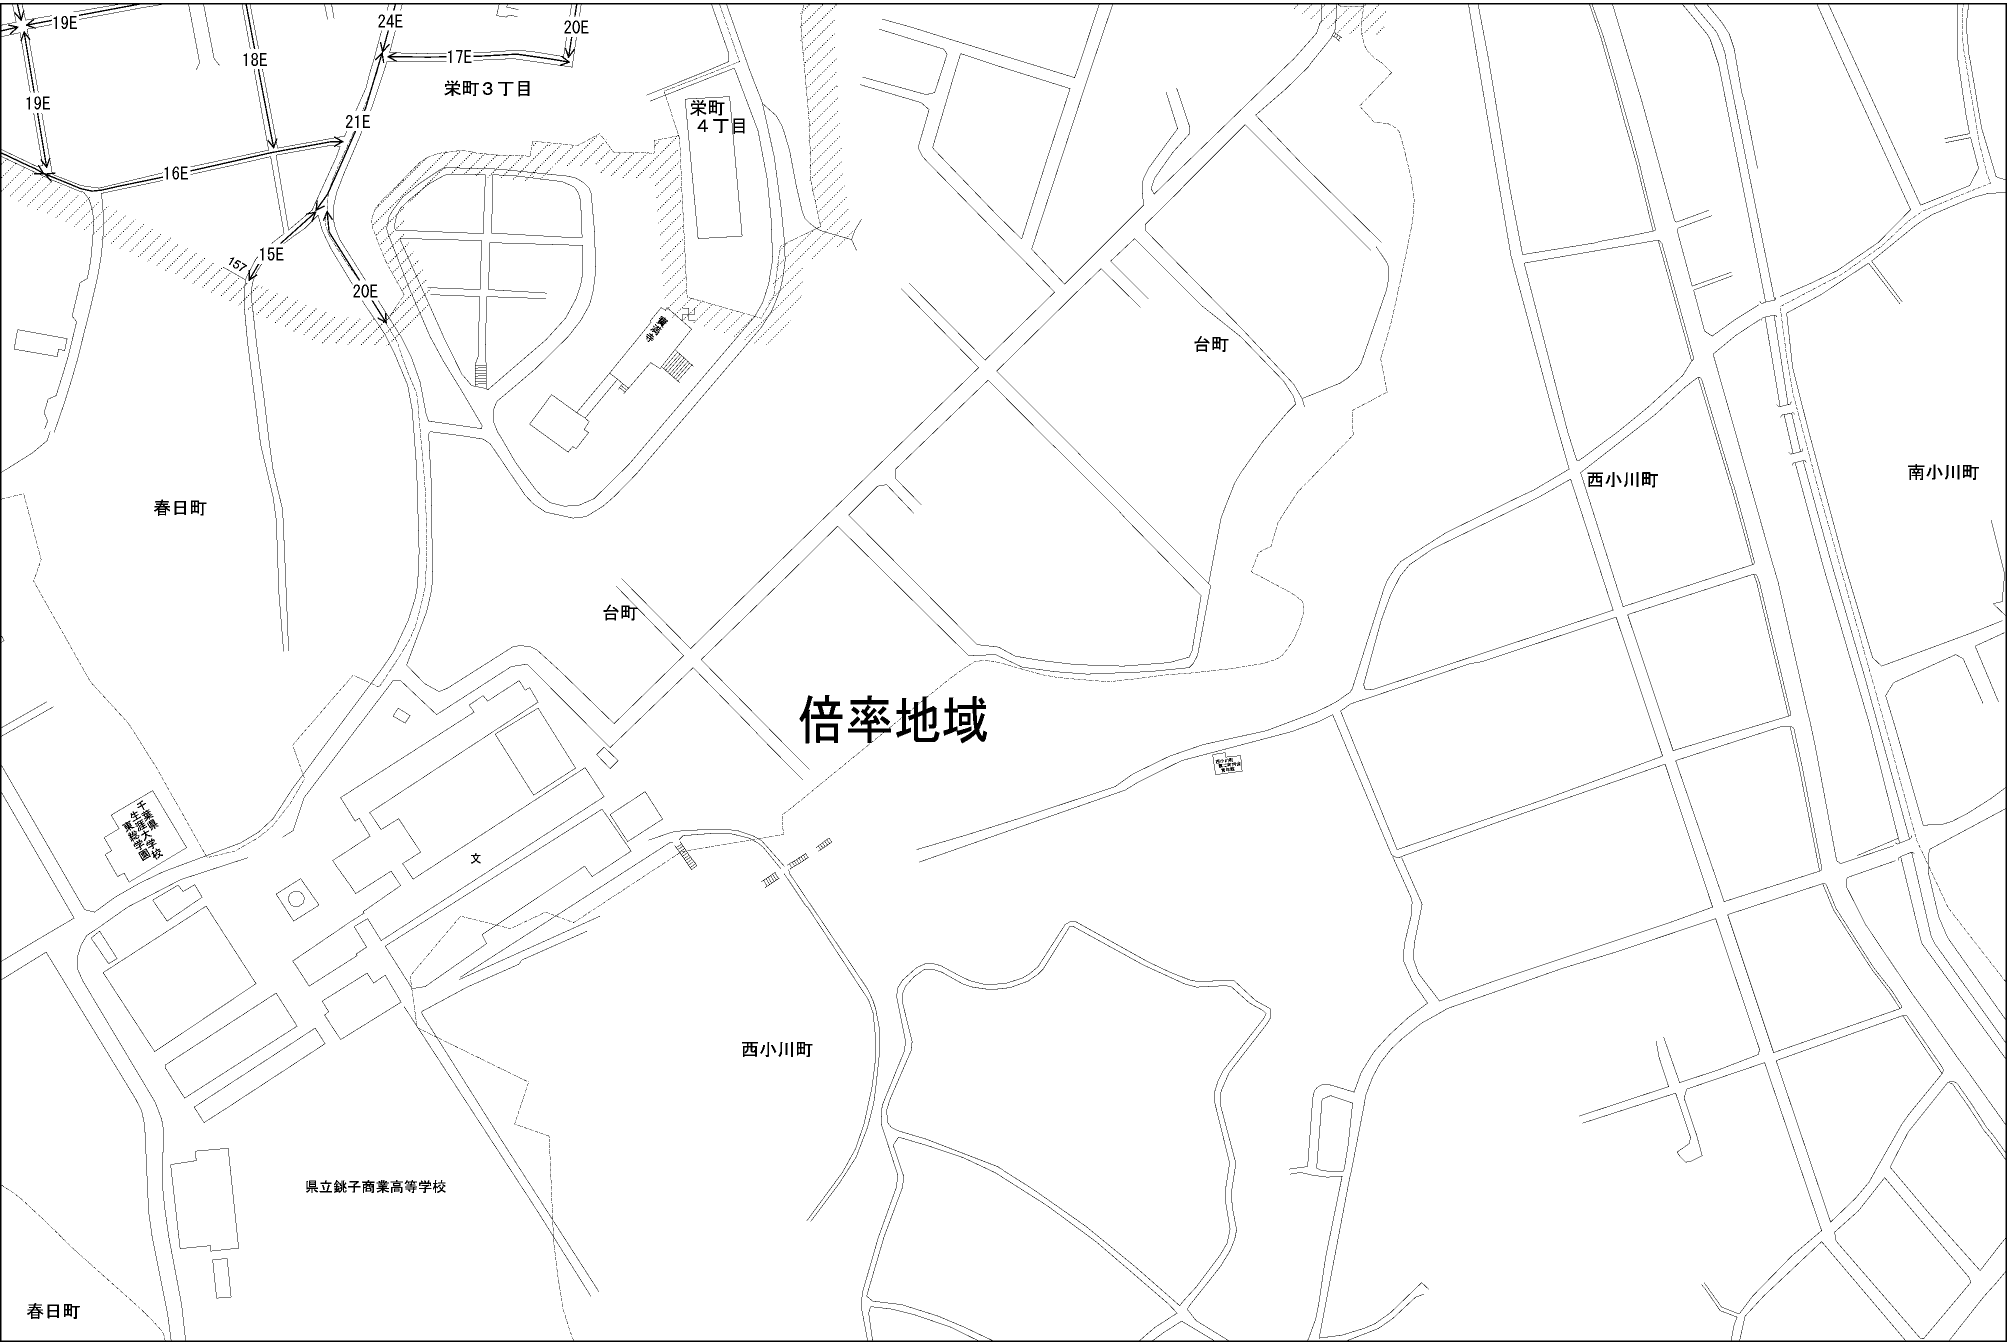 19E
24E
20E
18E
17E
栄町３丁目
19E
栄町
４丁目
21E
16E
15E
157
20E
台町
西小川町
南小川町
春日町
台町
倍率地域
千葉県
生涯大学校
東総学園
文
西小川町
県立銚子商業高等学校
春日町